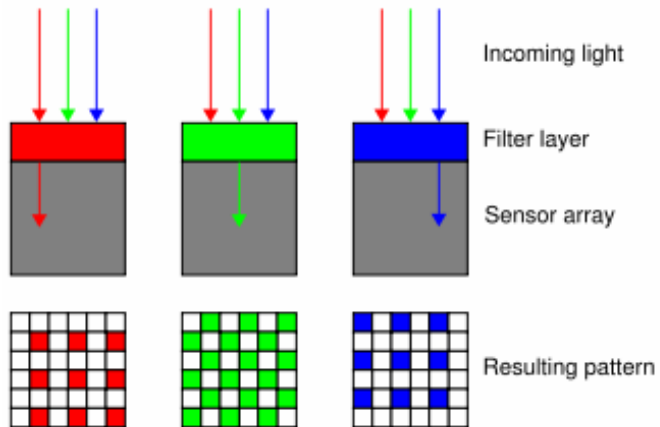 Incoming light
Filter layer
Sensor array
Resulting pattern